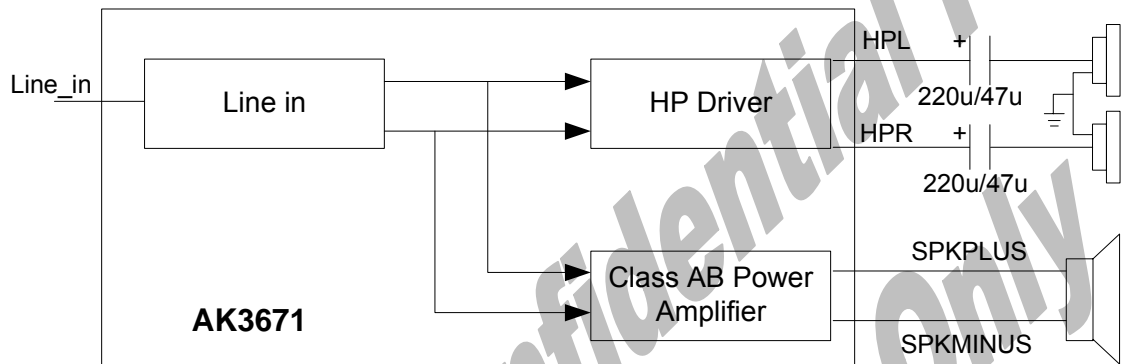 HPL
+
Line_in
Line in
HP Driver
220u/47u
HPR
+
220u/47u
SPKPLUS
Class AB Power
Amplifier
AK3671
SPKMINUS
Confidential
Only